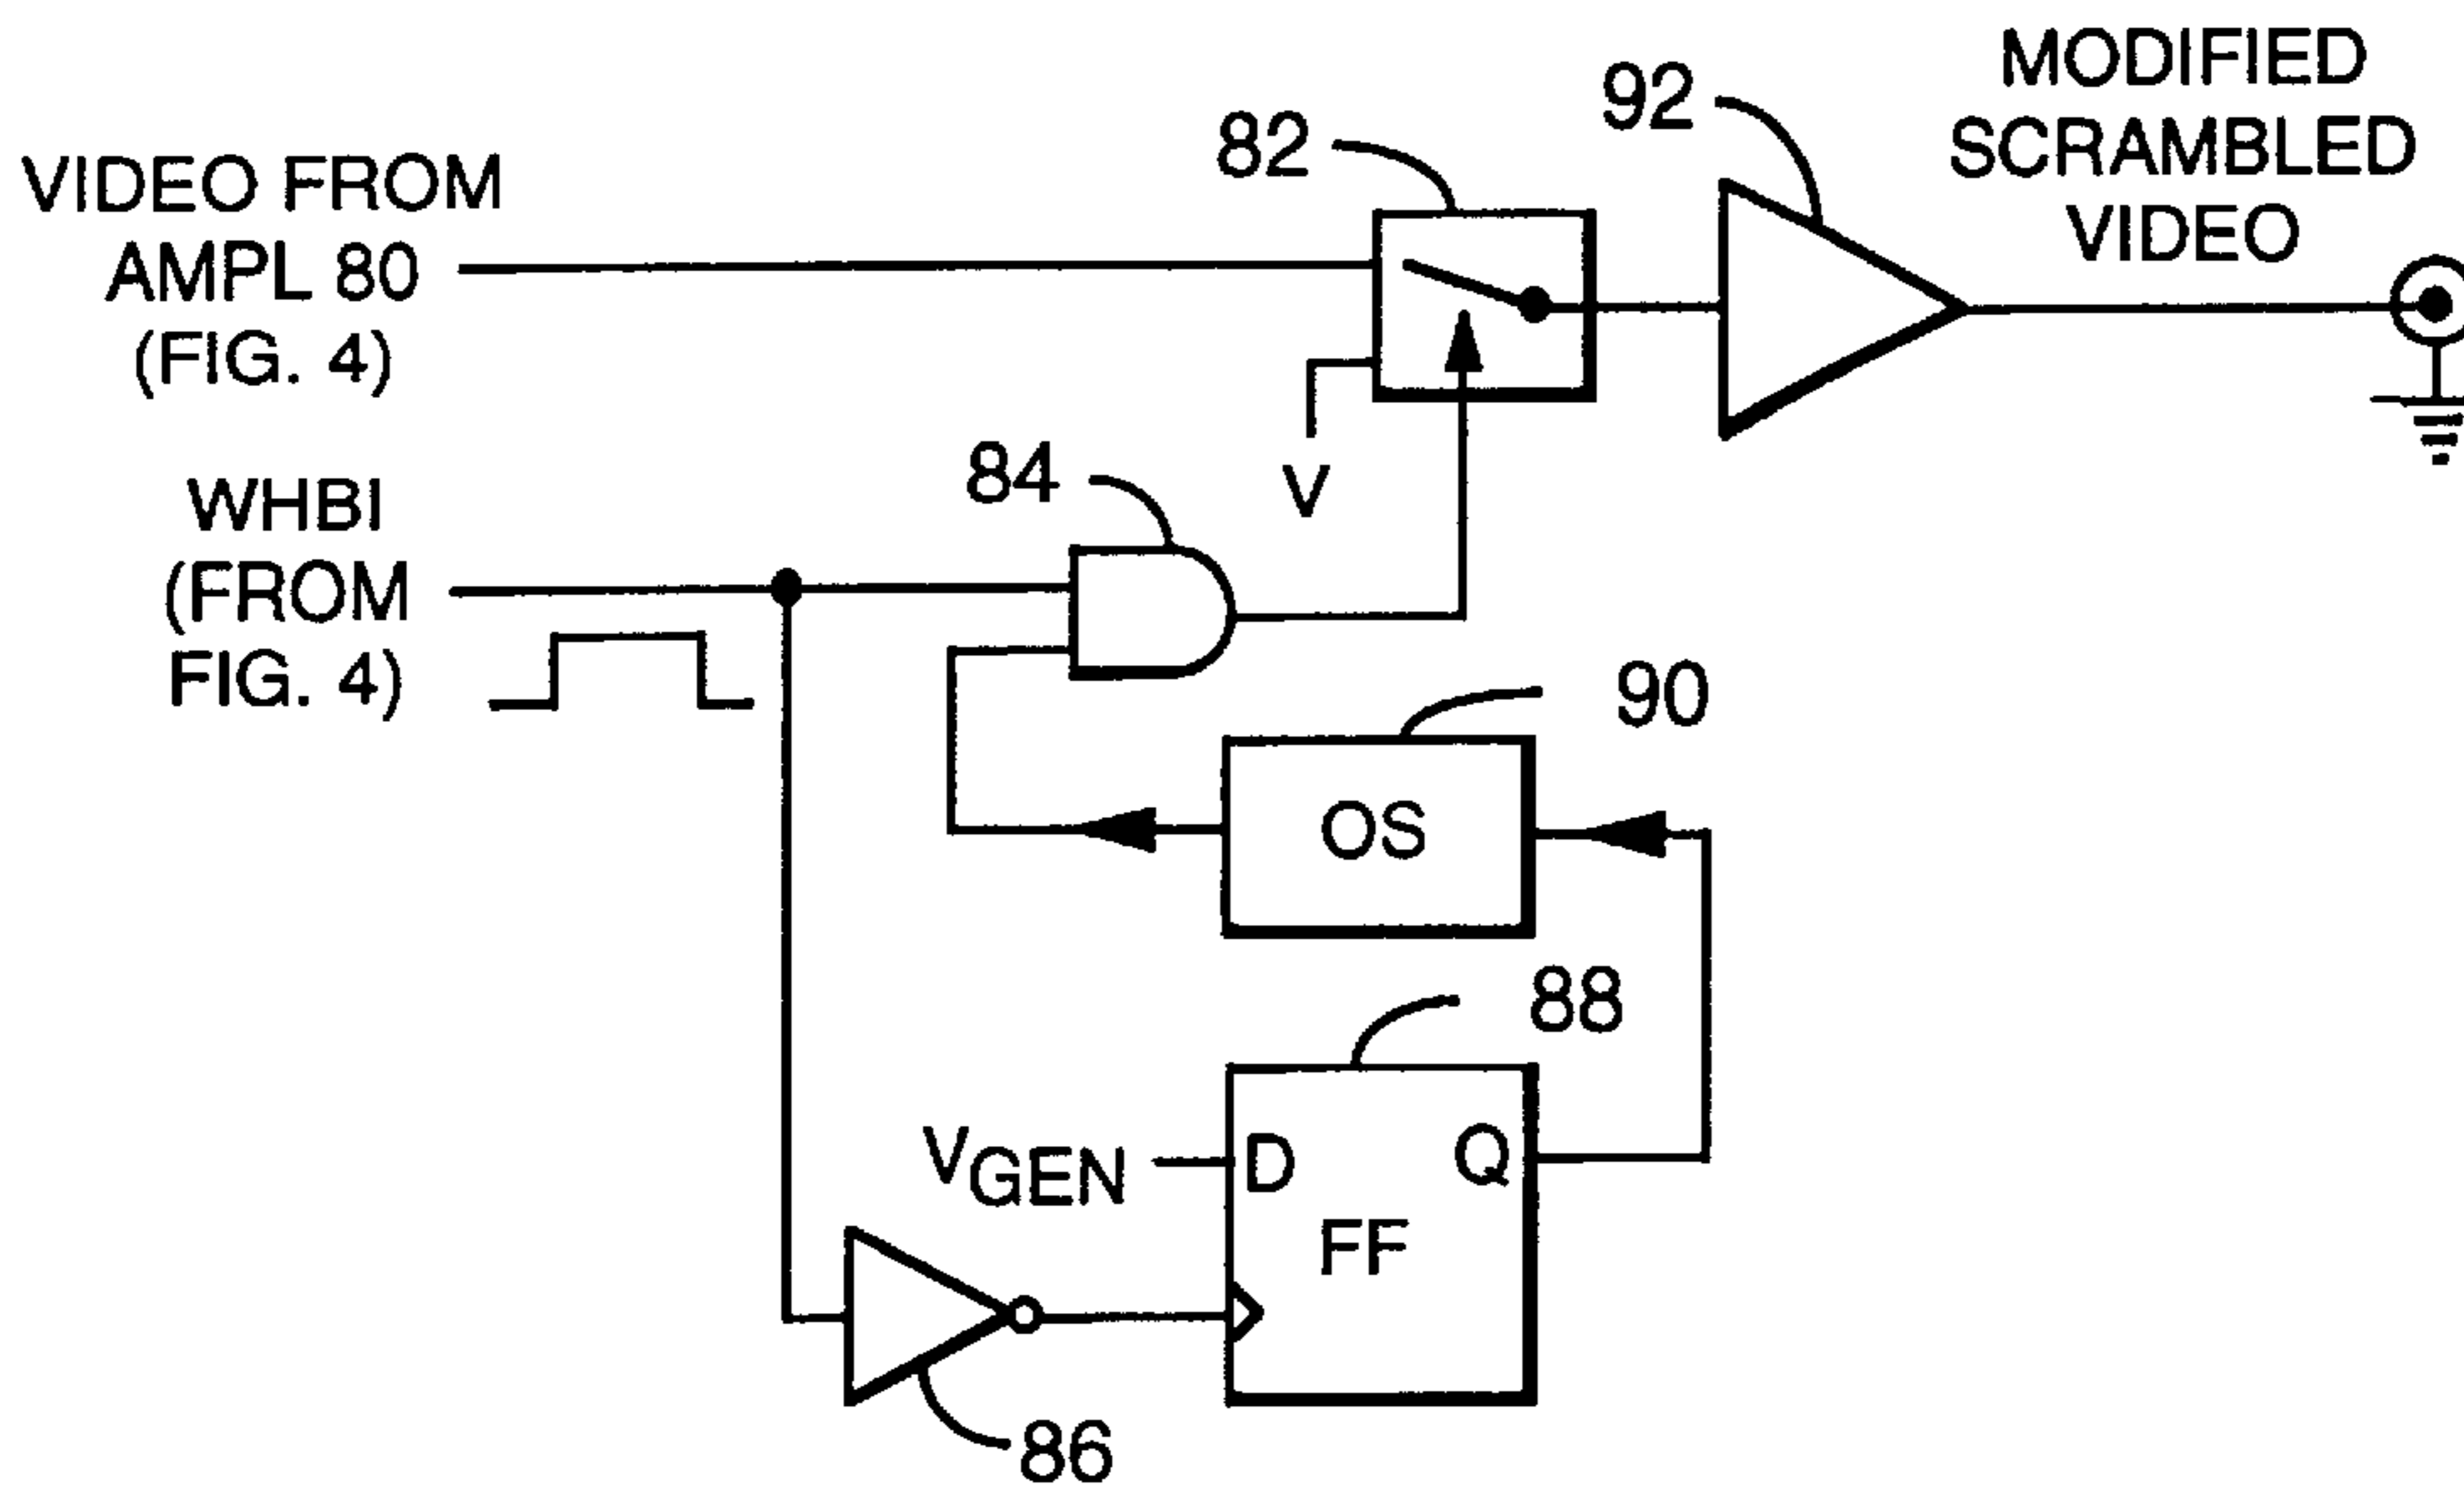 VIDEO FROM
AMPL 80
(FIG. 4)
82
92
MODIFIED
SCRAMBLED
VIDEO
WHBI
(FROM
FIG. 4)
84
V
90
OS
88
VGEN
D
Q
FF
86